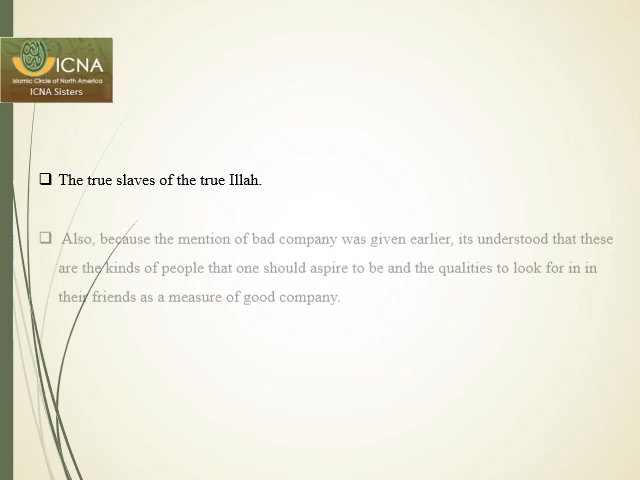 ICNA
Islamic Circle of North America
ICNA Sisters
❑ The true slaves of the true Illah.
❑ Also, because the mention of bad company was given earlier, its understood that these
are the kinds of people that one should aspire to be and the qualities to look for in in
their friends as a measure of good company.